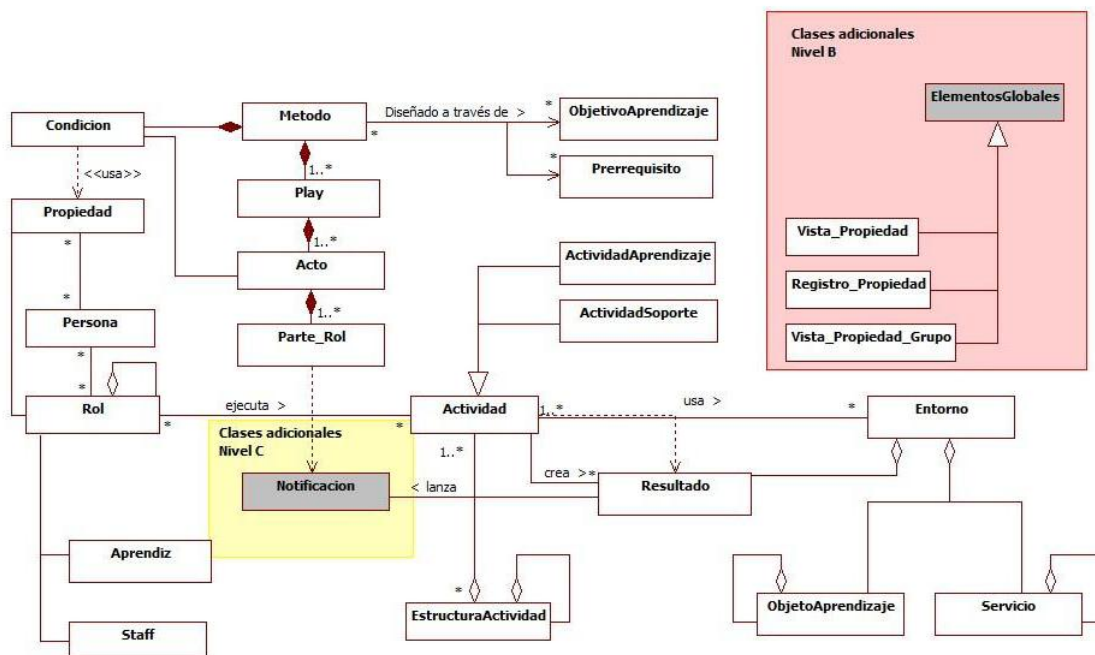 Clases adicionales
Nivel B
ElementosGlobales
Vista_Propiedad
Registro_Propiedad
Vista_Propiedad_Grupo
Condicion
Metodo
Diseñado a través de >
*
*
ObjetivoAprendizaje
*
Prerrequisito
<<usa>>
1..*
Play
Propiedad
*
1..*
Acto
ActividadAprendizaje
*
Persona
1..*
Parte_Rol
ActividadSoporte
*
*
Rol
*
ejecuta >
*
Actividad
1..*
usa >
*
Entorno
Clases adicionales
Nivel C
1..*
Notificacion
< lanza
crea >
*
Resultado
Aprendiz
*
EstructuraActividad
ObjetoAprendizaje
Servicio
Staff